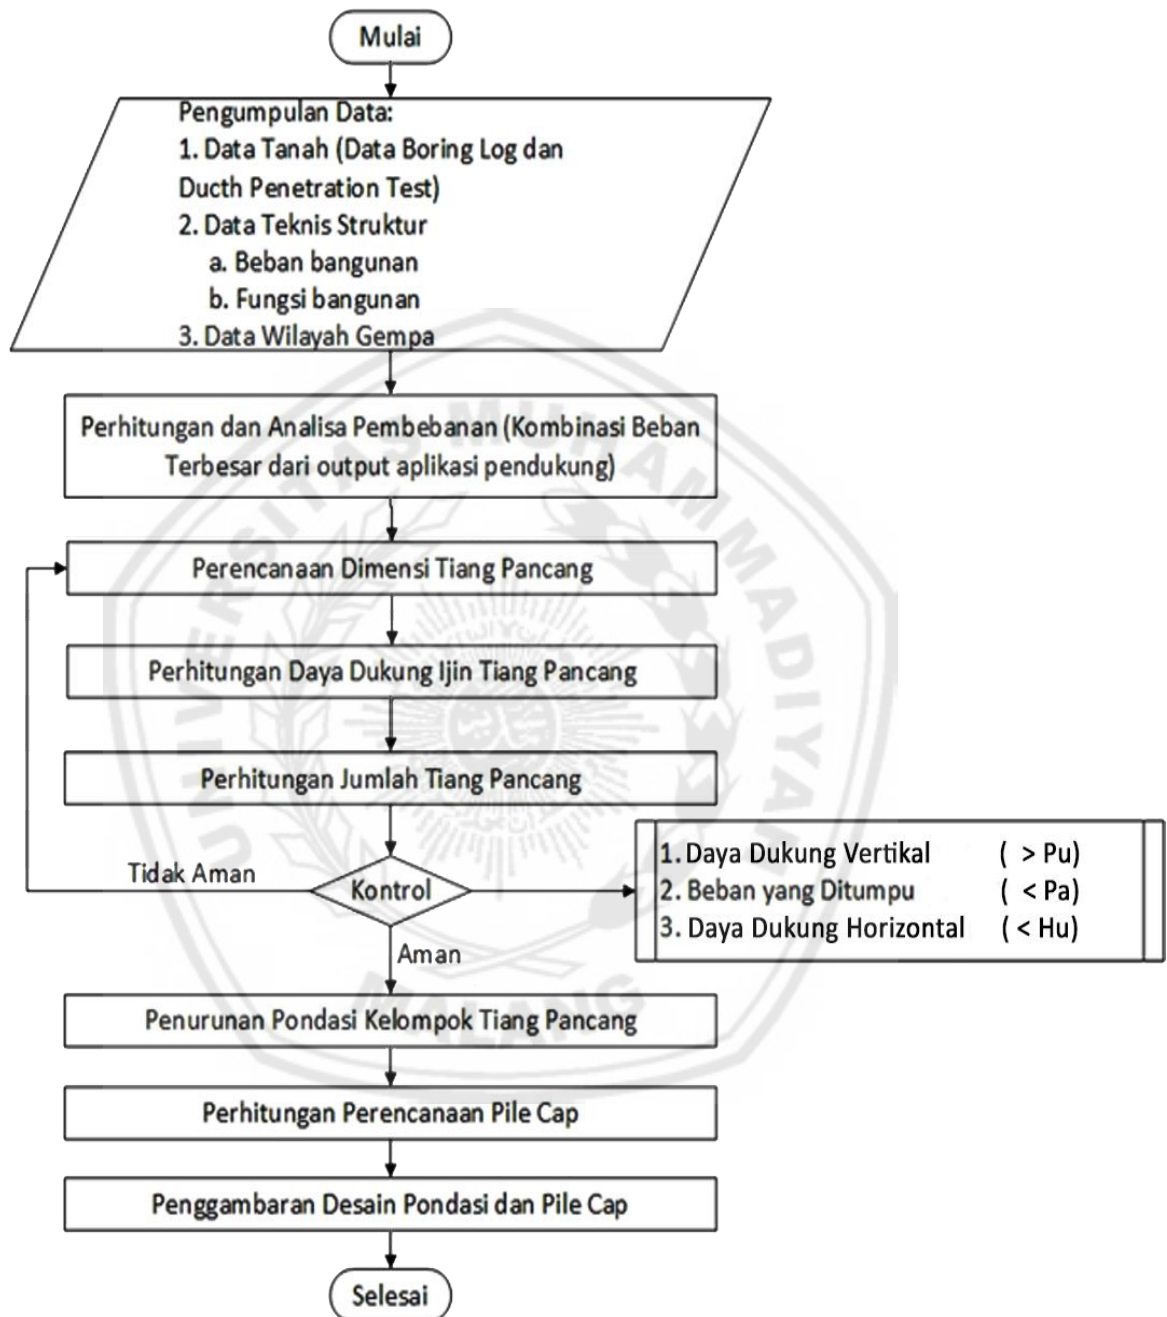 Mulai
Pengumpulan Data:
1. Data Tanah (Data Boring Log dan
Ducth Penetration Test)
2. Data Teknis Struktur
a. Beban bangunan
b. Fungsi bangunan
3. Data Wilayah Gempa
Perhitungan dan Analisa Pembebanan (Kombinasi Beban
Terbesar dari output aplikasi pendukung)
Perencanaan Dimensi Tiang Pancang
Perhitungan Daya Dukung Ijin Tiang Pancang
Perhitungan Jumlah Tiang Pancang
Kontrol
Tidak Aman
1. Daya Dukung Vertikal ( > Pu)
2. Beban yang Ditumpu ( < Pa)
3. Daya Dukung Horizontal ( < Hu)
Aman
Penurunan Pondasi Kelompok Tiang Pancang
Perhitungan Perencanaan Pile Cap
Penggambaran Desain Pondasi dan Pile Cap
Selesai
UNIVERSITAS MUHAMMADIYAH
MALANG